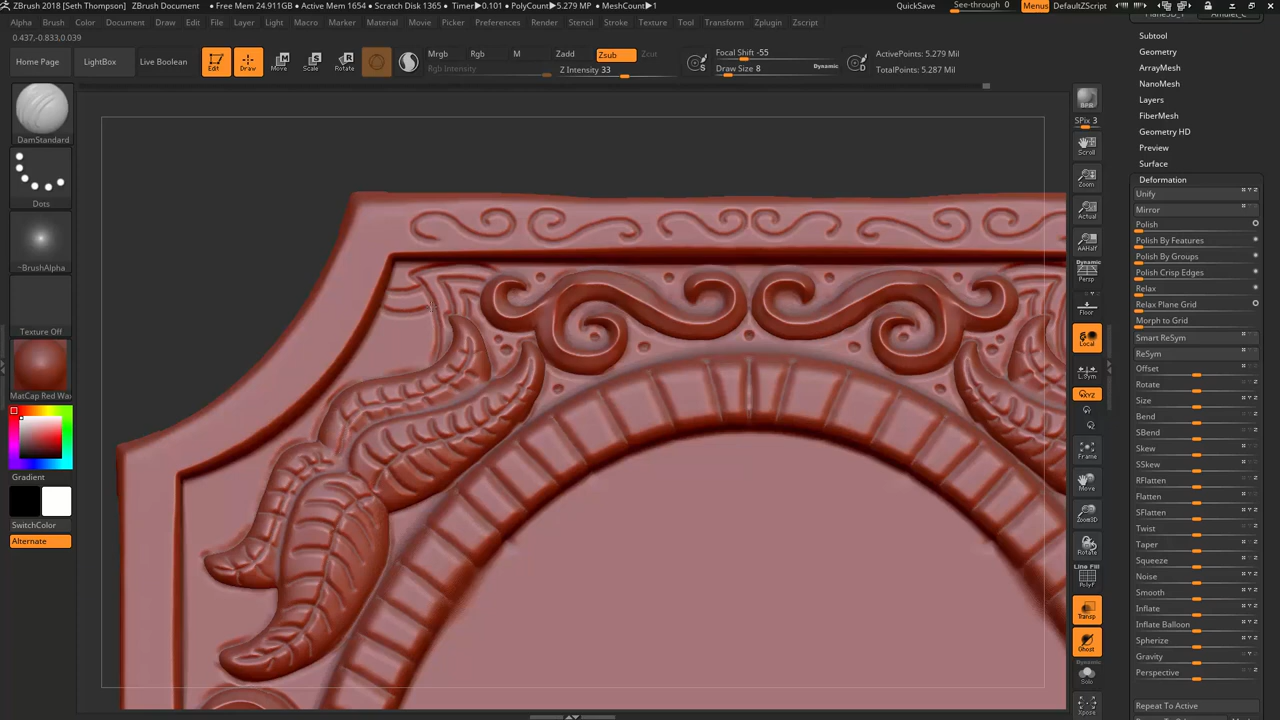 ZBrush 2018 [Seth Thompson] ZBrush Document • Free Mem 24.911GB • Active Mem 1654 • Scratch Disk 1365 • Timer▶0.101 • PolyCount▶5.279 MP • MeshCount▶1 QuickSave See-through 0 Menus DefaultZScript
Alpha Brush Color Document Draw Edit File Layer Light Macro Marker Material Movie Picker Preferences Render Stencil Stroke Texture Tool Transform Zplugin Zscript
0.437,-0.833,0.039
Home Page LightBox Live Boolean Edit Draw Move Scale Rotate
Mrgb Rgb M Zadd Zsub Zcut
Rgb Intensity Z Intensity 33
Focal Shift -55
Draw Size 8 Dynamic
ActivePoints: 5.279 Mil
TotalPoints: 5.287 Mil
DamStandard
Dots
~BrushAlpha
Texture Off
MatCap Red Wax
Gradient
SwitchColor
Alternate
BPR
SPix 3
Scroll
Zoom
Actual
AAHalf
Dynamic
Persp
Floor
Local
L.Sym
XYZ
Frame
Move
Zoom3D
Rotate
Line Fill
PolyF
Transp
Ghost
Dynamic
Solo
Xpose
Subtool
Geometry
ArrayMesh
NanoMesh
Layers
FiberMesh
Geometry HD
Preview
Surface
Deformation
Unify
Mirror
Polish
Polish By Features
Polish By Groups
Polish Crisp Edges
Relax
Relax Plane Grid
Morph to Grid
Smart ReSym
ReSym
Offset
Rotate
Size
Bend
SBend
Skew
SSkew
RFlatten
Flatten
SFlatten
Twist
Taper
Squeeze
Noise
Smooth
Inflate
Inflate Balloon
Spherize
Gravity
Perspective
Repeat To Active